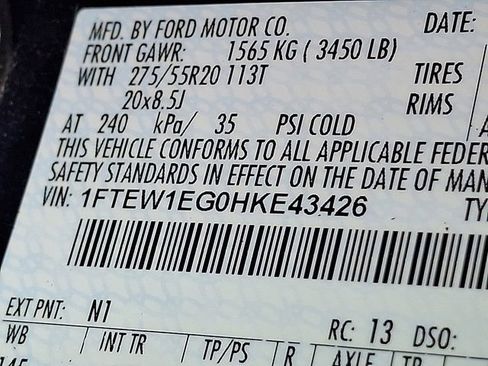 MFD. BY FORD MOTOR CO. DATE:
FRONT GAWR: 1565 KG ( 3450 LB)
WITH 275/55R20 113T TIRES
20x8.5J RIMS
AT 240 kPa/ 35 PSI COLD
THIS VEHICLE CONFORMS TO ALL APPLICABLE FEDER
SAFETY STANDARDS IN EFFECT ON THE DATE OF MAN
VIN: 1FTEW1EG0HKE43426 TY
EXT PNT: N1 RC: 13 DSO:
WB INT TR TP/PS R AXLE TR